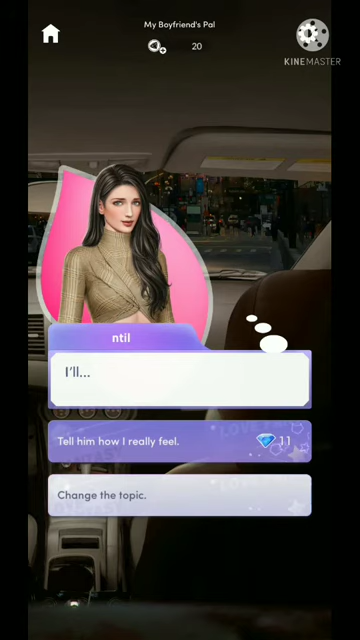 My Boyfriend's Pal
20
KINEMASTER
ntil
I'll...
Tell him how I really feel.
11
Change the topic.